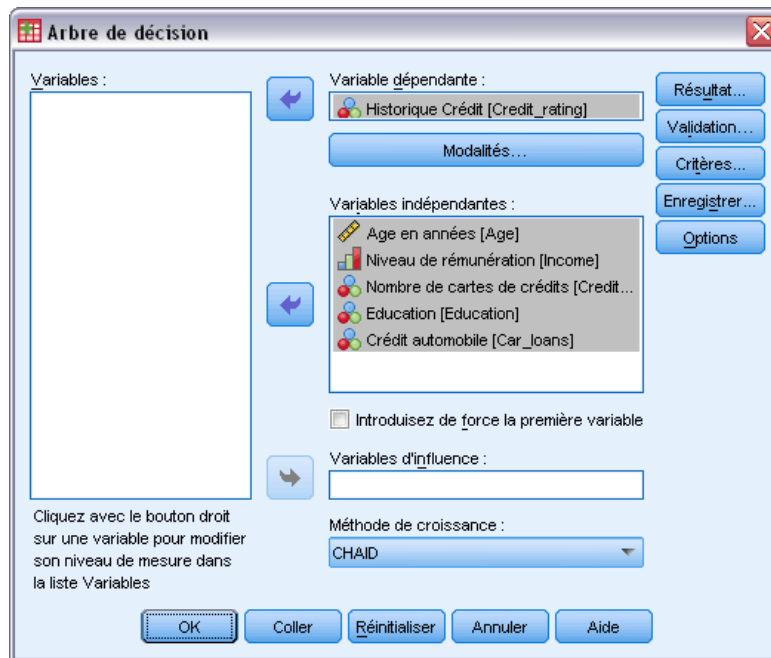 Arbre de décision
Variables :
Variable dépendante :
Historique Crédit [Credit_rating]
Modalités...
Variables indépendantes :
Age en années [Age]
Niveau de rémunération [Income]
Nombre de cartes de crédits [Credit...
Education [Education]
Crédit automobile [Car_loans]
Introduisez de force la première variable
Variables d'influence :
Méthode de croissance :
CHAID
Cliquez avec le bouton droit
sur une variable pour modifier
son niveau de mesure dans
la liste Variables
Résultat...
Validation...
Critères...
Enregistrer...
Options
OK
Coller
Réinitialiser
Annuler
Aide